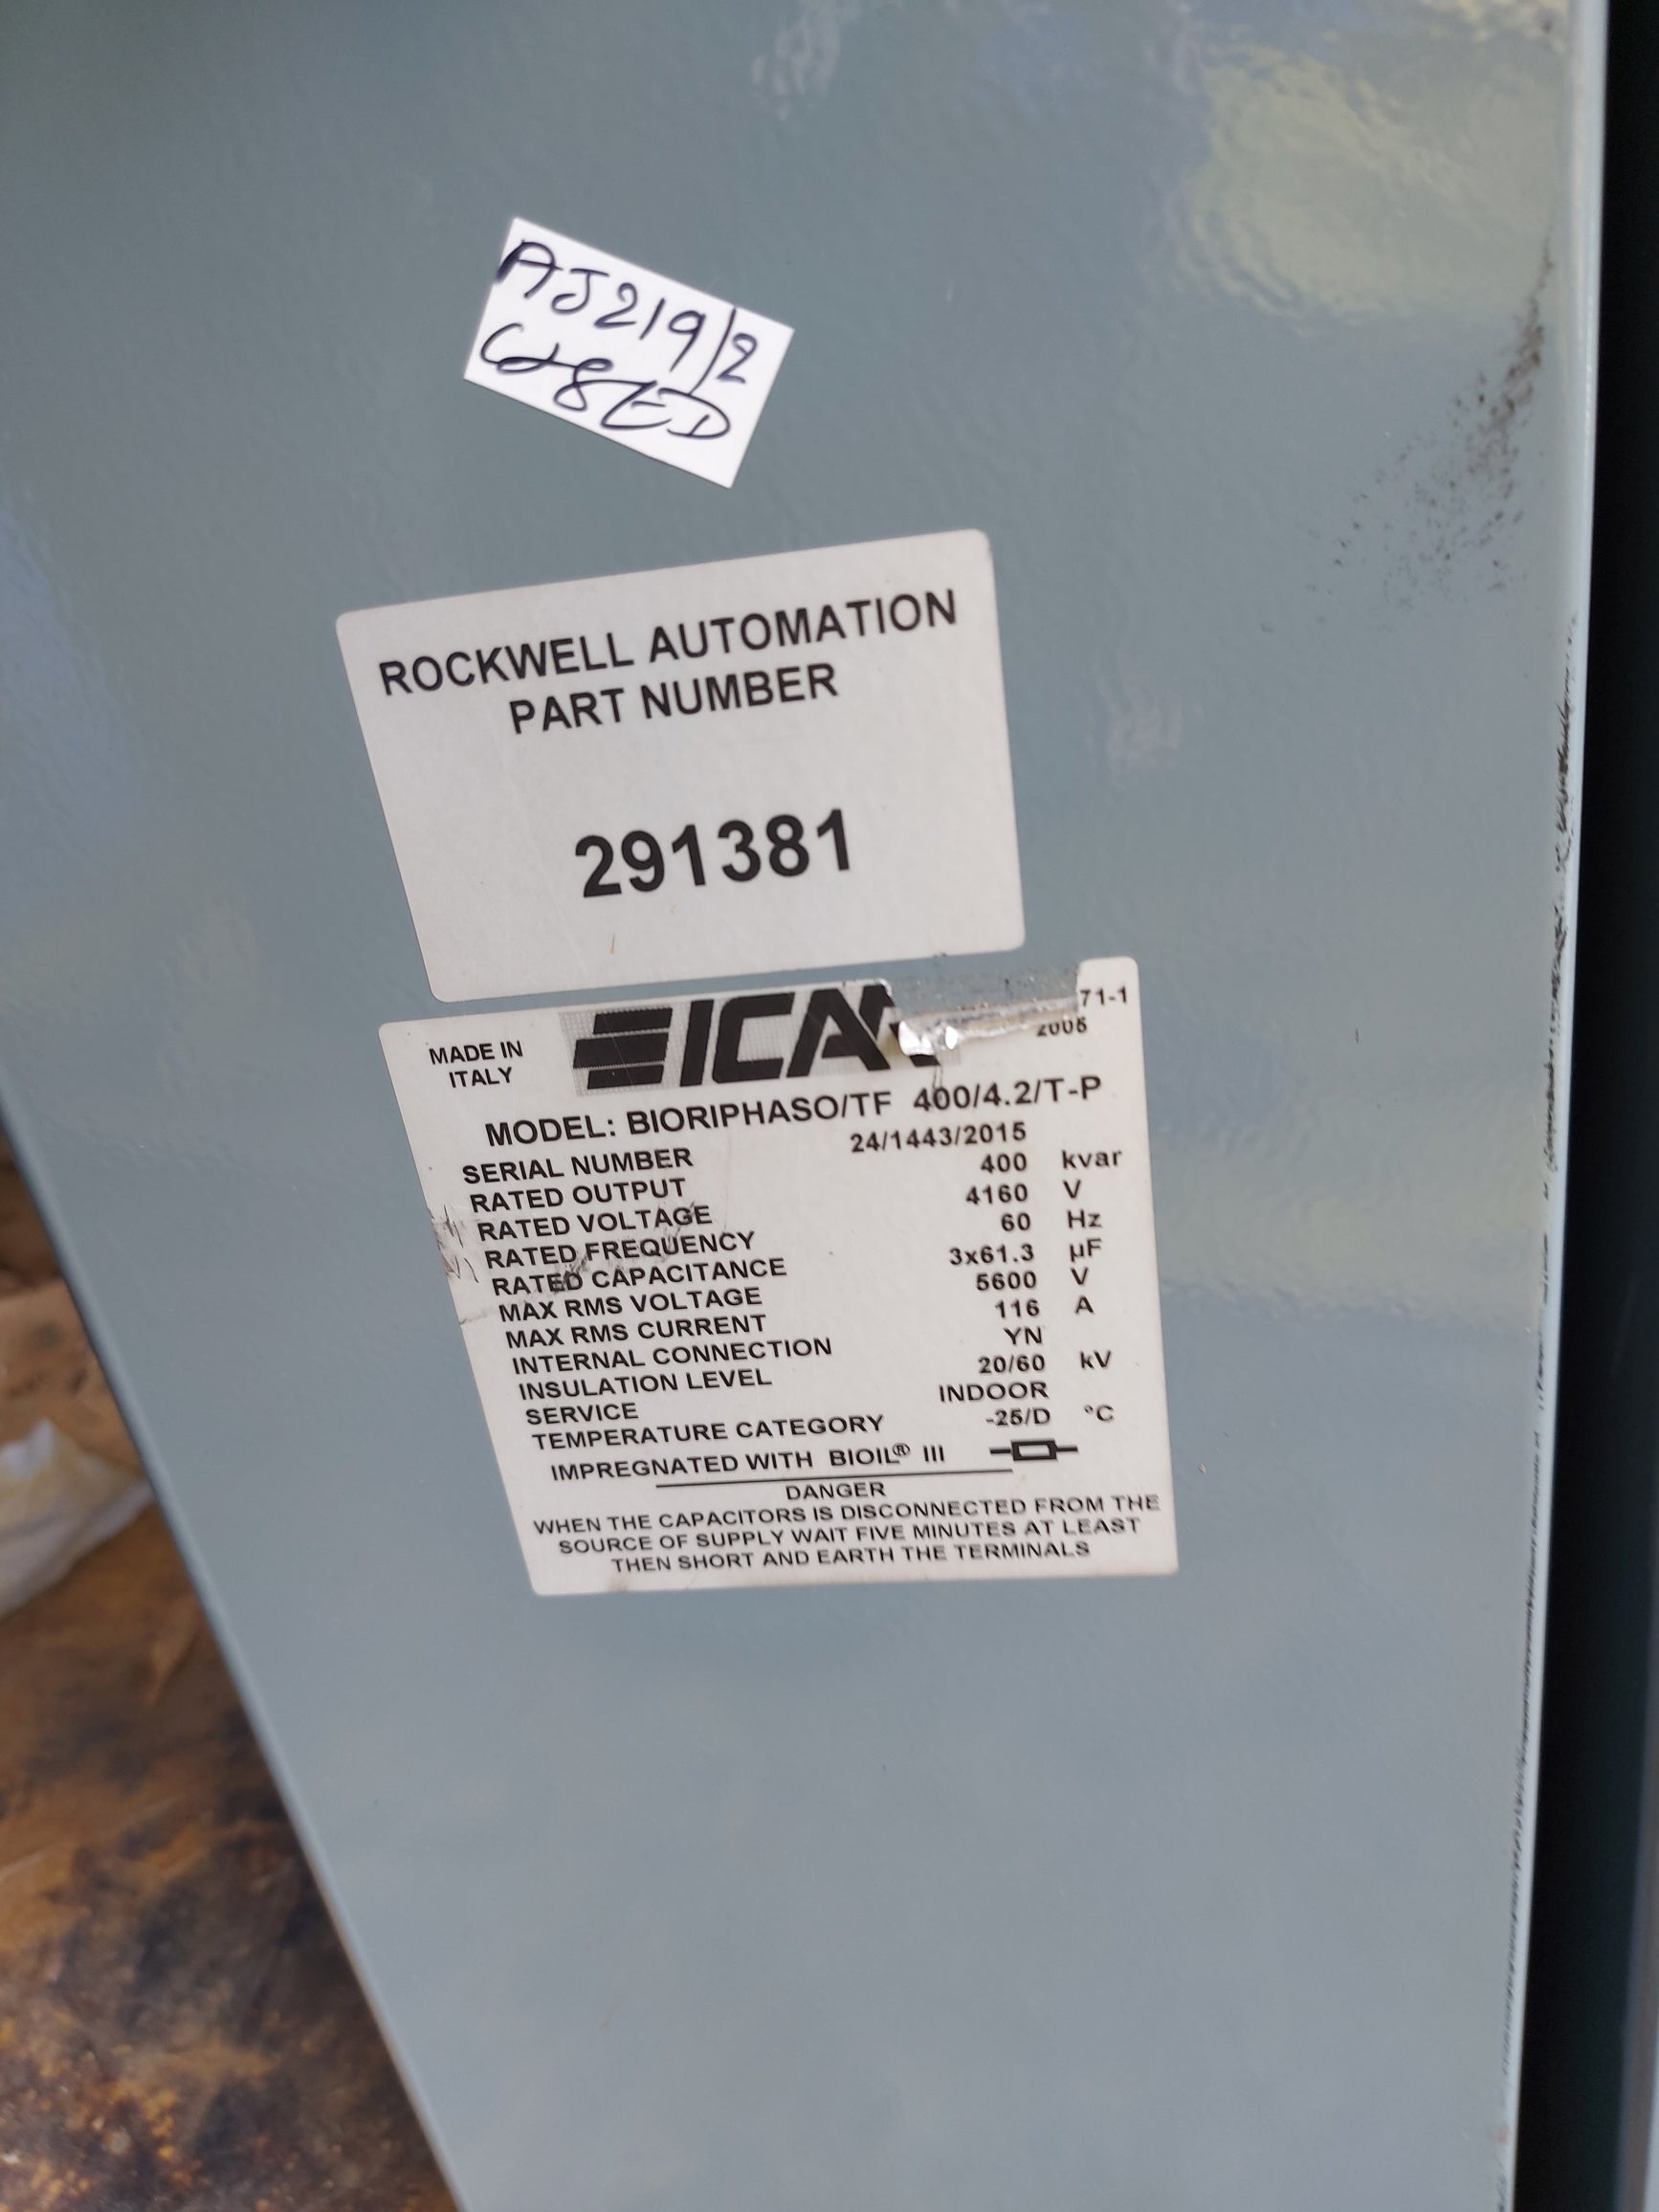 AJ219/2
USED
ROCKWELL AUTOMATION
PART NUMBER
291381
MADE IN
ITALY
71-1
MODEL: BIORIPHASO/TF 400/4.2/T-P
SERIAL NUMBER 24/1443/2015
RATED OUTPUT 400 kvar
RATED VOLTAGE 4160 V
RATED FREQUENCY 60 Hz
RATED CAPACITANCE 3x61.3 µF
MAX RMS VOLTAGE 5600 V
MAX RMS CURRENT 116 A
INTERNAL CONNECTION YN
INSULATION LEVEL 20/60 kV
SERVICE INDOOR
TEMPERATURE CATEGORY -25/D °C
IMPREGNATED WITH BIOIL® III
DANGER
WHEN THE CAPACITORS IS DISCONNECTED FROM THE
SOURCE OF SUPPLY WAIT FIVE MINUTES AT LEAST
THEN SHORT AND EARTH THE TERMINALS